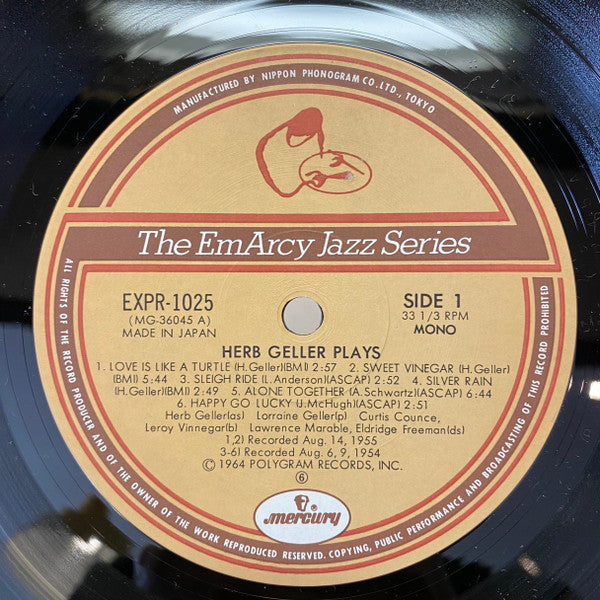 MANUFACTURED BY NIPPON PHONOGRAM CO., LTD., TOKYO
The EmArcy Jazz Series
EXPR-1025
(MG-36045 A)
MADE IN JAPAN
SIDE 1
33 1/3 RPM
MONO
HERB GELLER PLAYS
1. LOVE IS LIKE A TURTLE (H. Geller)(BMI) 2:57 2. SWEET VINEGAR (H. Geller)
(BMI) 5:44 3. SLEIGH RIDE (L. Anderson)(ASCAP) 2:52 4. SILVER RAIN
(H. Geller)(BMI) 2:49 5. ALONE TOGETHER (A. Schwartz)(ASCAP) 6:44
6. HAPPY GO LUCKY (J. McHugh)(ASCAP) 2:51
Herb Geller(as) Lorraine Geller(p) Curtis Counce,
Leroy Vinnegar(b) Lawrence Marable, Eldridge Freeman(ds)
1,2) Recorded Aug. 14, 1955
3-6) Recorded Aug. 6, 9, 1954
Ⓒ 1964 POLYGRAM RECORDS, INC.
⑥
mercury
ALL RIGHTS OF THE RECORD PRODUCER AND OF THE OWNER OF THE WORK REPRODUCED RESERVED. COPYING, PUBLIC PERFORMANCE AND BROADCASTING OF THIS RECORD PROHIBITED